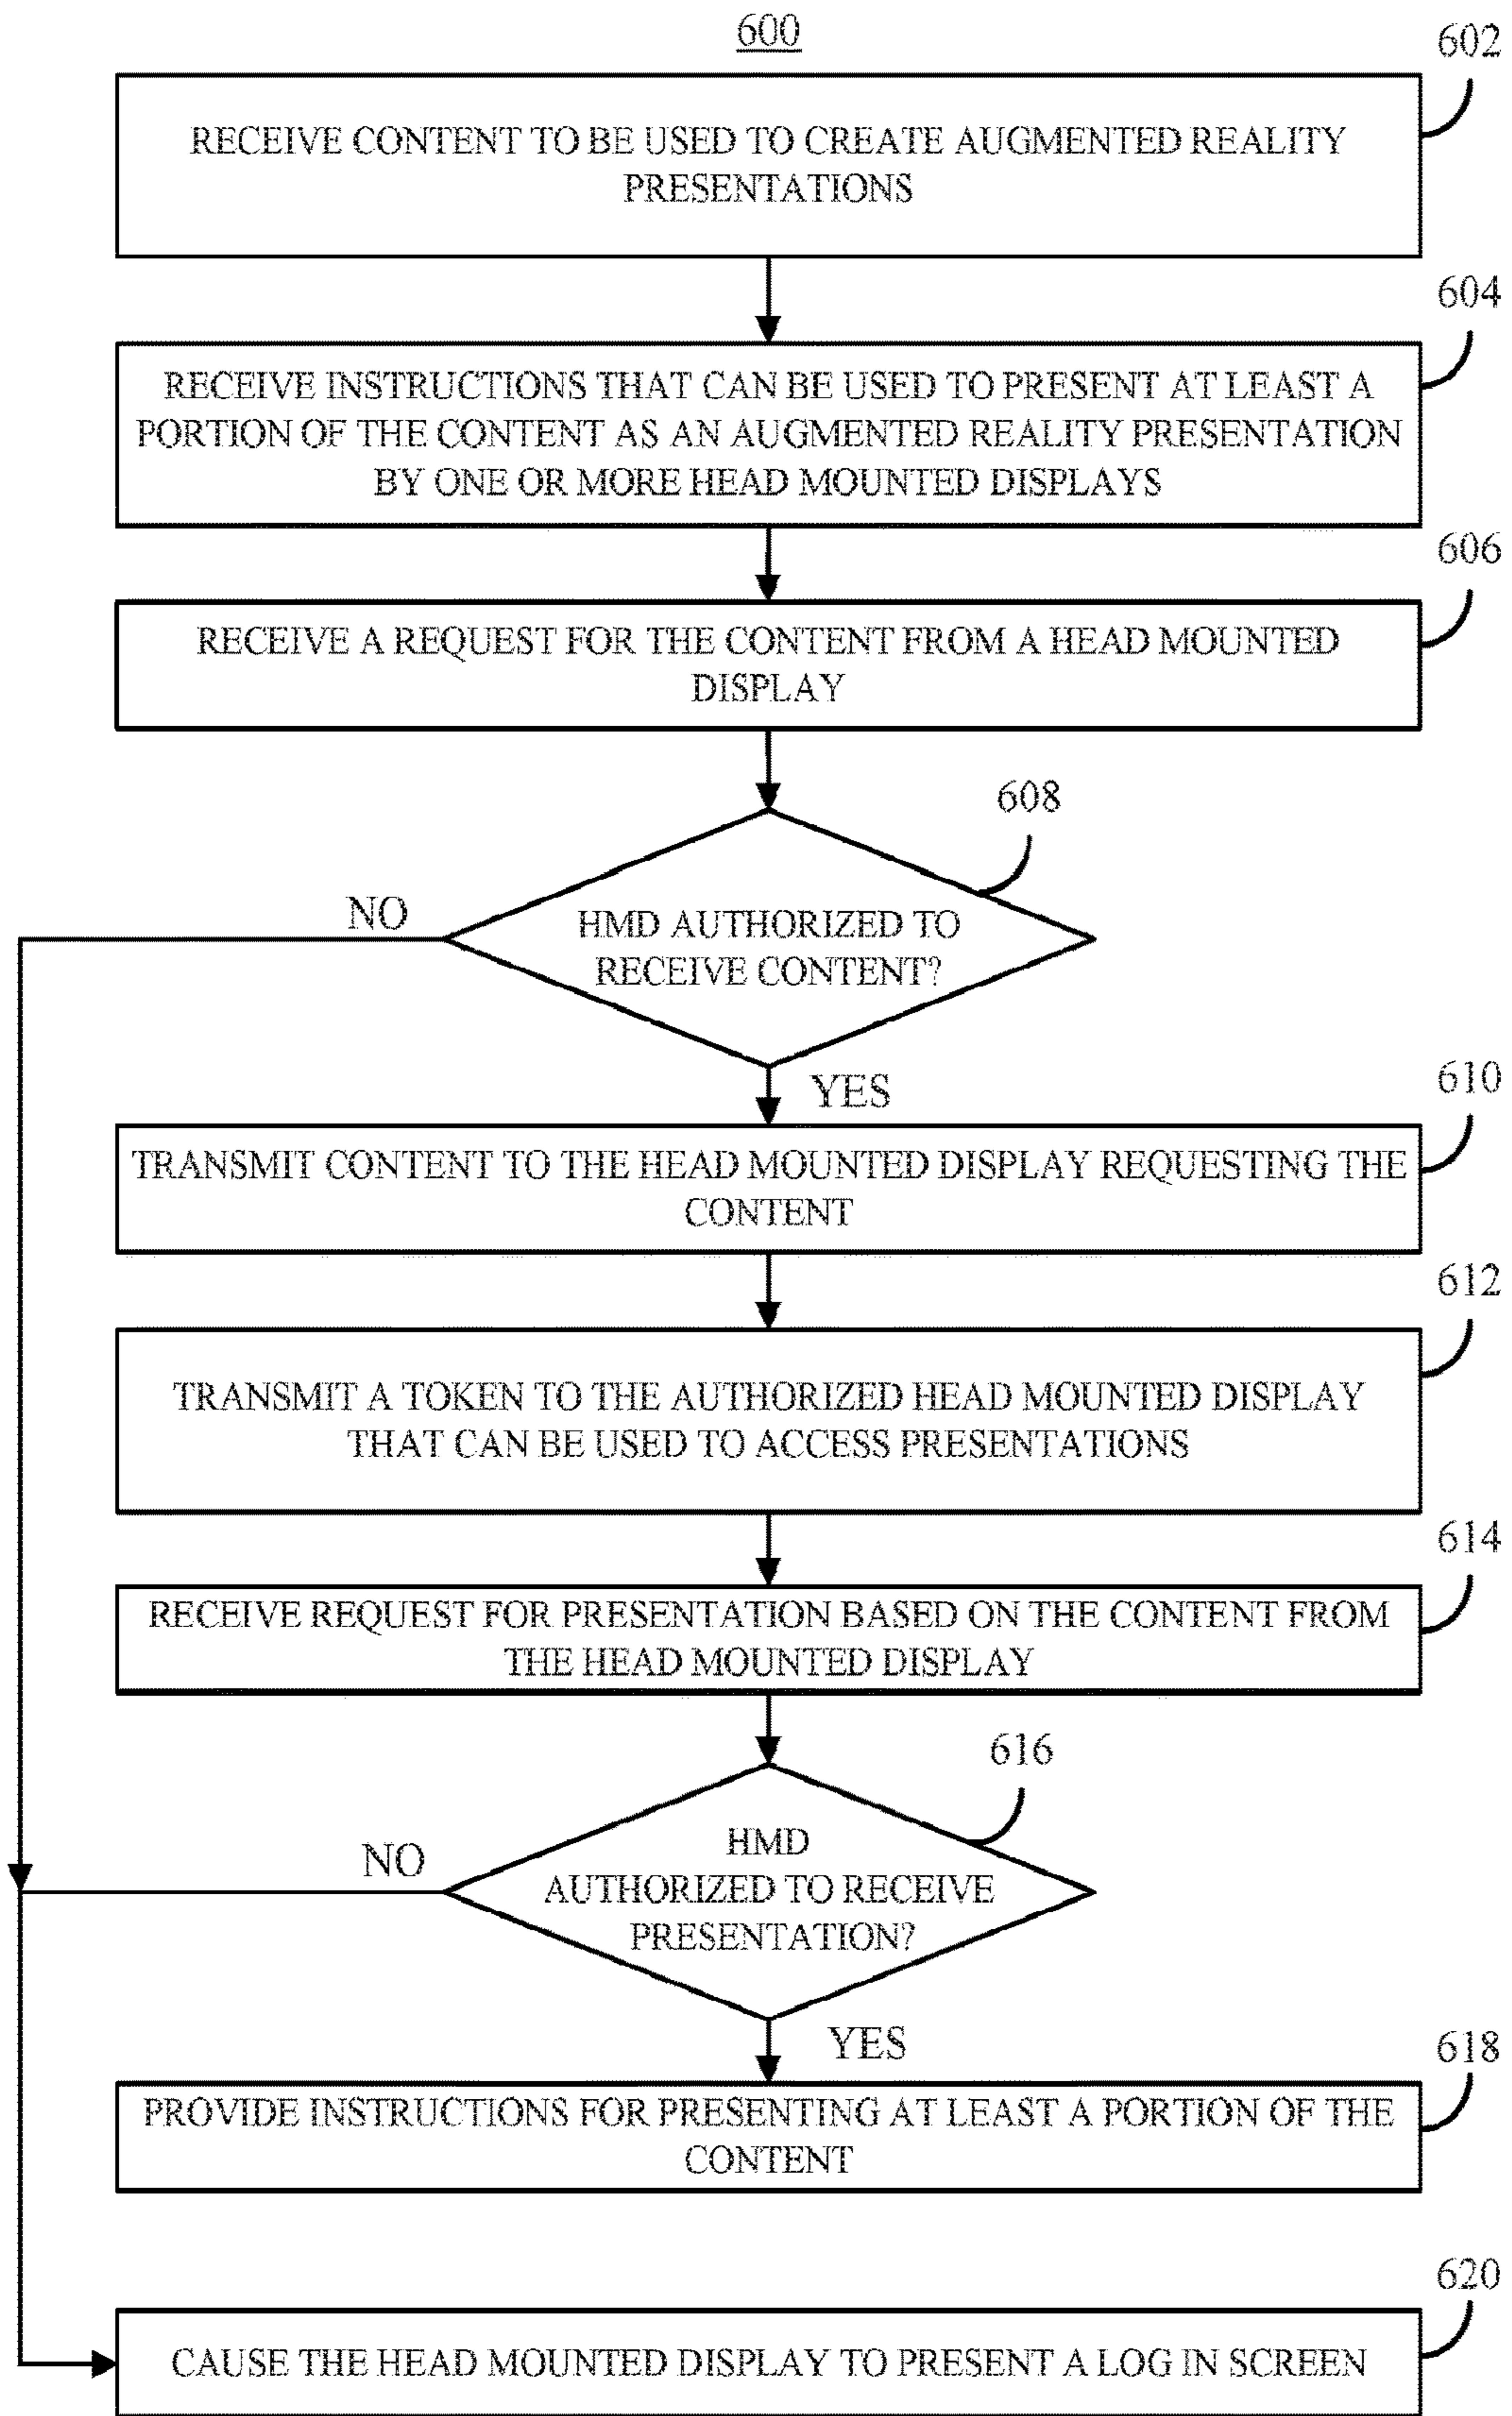 600
602
RECEIVE CONTENT TO BE USED TO CREATE AUGMENTED REALITY
PRESENTATIONS
604
RECEIVE INSTRUCTIONS THAT CAN BE USED TO PRESENT AT LEAST A
PORTION OF THE CONTENT AS AN AUGMENTED REALITY PRESENTATION
BY ONE OR MORE HEAD MOUNTED DISPLAYS
606
RECEIVE A REQUEST FOR THE CONTENT FROM A HEAD MOUNTED
DISPLAY
608
NO
HMD AUTHORIZED TO
RECEIVE CONTENT?
YES
610
TRANSMIT CONTENT TO THE HEAD MOUNTED DISPLAY REQUESTING THE
CONTENT
612
TRANSMIT A TOKEN TO THE AUTHORIZED HEAD MOUNTED DISPLAY
THAT CAN BE USED TO ACCESS PRESENTATIONS
614
RECEIVE REQUEST FOR PRESENTATION BASED ON THE CONTENT FROM
THE HEAD MOUNTED DISPLAY
616
NO
HMD
AUTHORIZED TO RECEIVE
PRESENTATION?
YES
618
PROVIDE INSTRUCTIONS FOR PRESENTING AT LEAST A PORTION OF THE
CONTENT
620
CAUSE THE HEAD MOUNTED DISPLAY TO PRESENT A LOG IN SCREEN